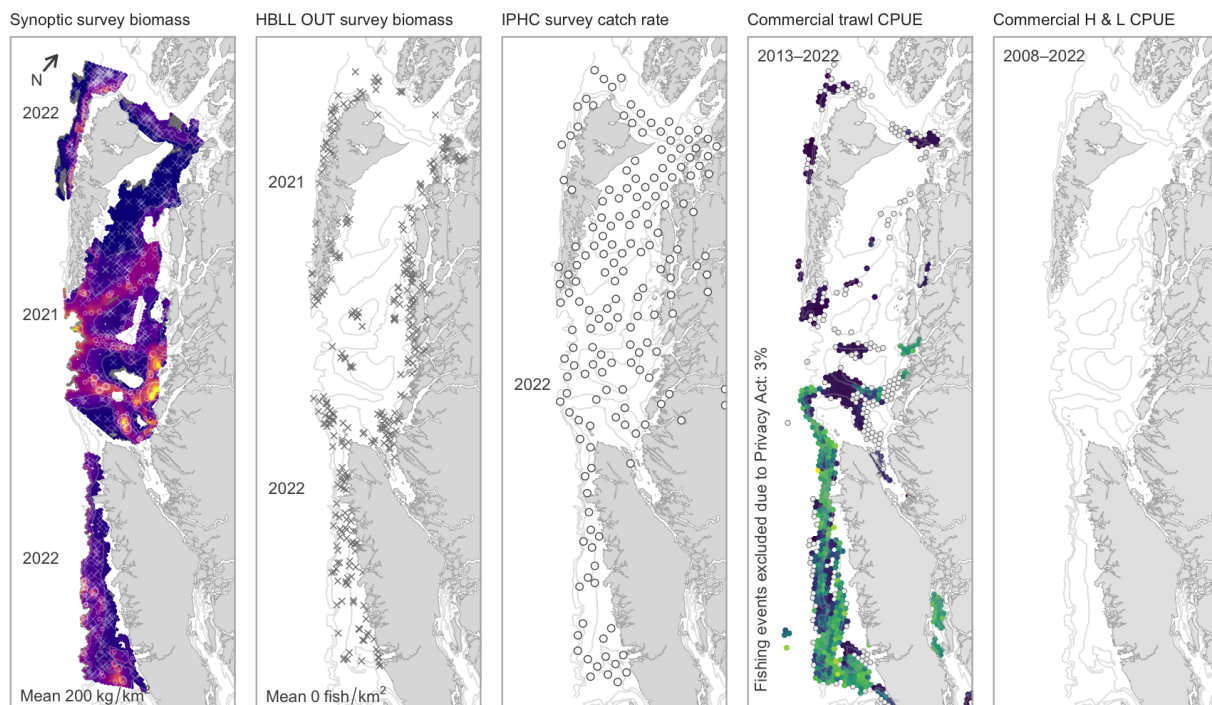 Synoptic survey biomass
HBLL OUT survey biomass
IPHC survey catch rate
Commercial trawl CPUE
Commercial H & L CPUE
N
2022
2021
2022
Mean 200 kg/km²
2021
2022
Mean 0 fish/km²
2022
2013–2022
Fishing events excluded due to Privacy Act: 3%
2008–2022